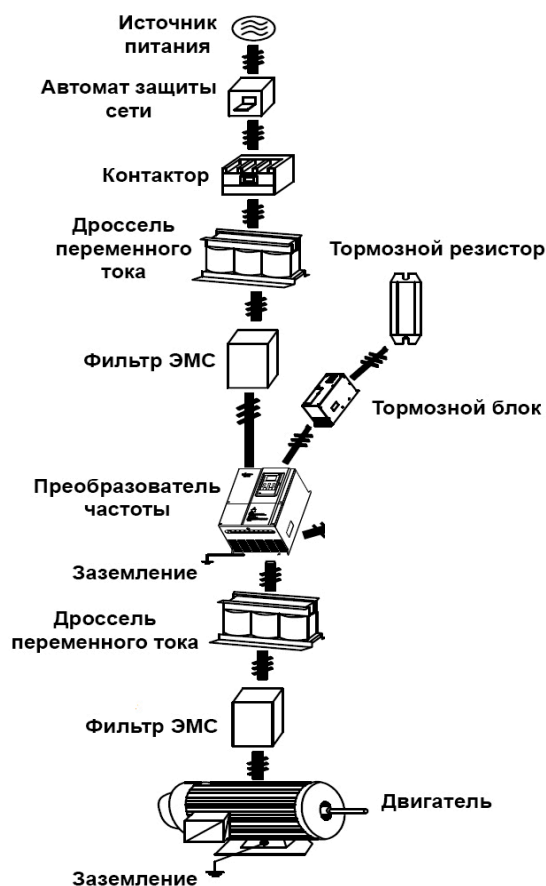 Источник
питания
Автомат защиты
сети
Контактор
Дроссель
переменного
тока
Тормозной резистор
Фильтр ЭМС
Тормозной блок
Преобразователь
частоты
Заземление
Дроссель
переменного тока
Фильтр ЭМС
Двигатель
Заземление